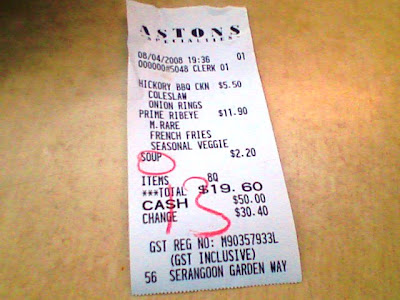 ASTONS
SPECIALITIES
08/04/2008 19:36 01
000000#5048 CLERK 01
HICKORY BBQ CKN $5.50
COLESLAW
ONION RINGS
PRIME RIBEYE $11.90
M.RARE
FRENCH FRIES
SEASONAL VEGGIE
SOUP $2.20
ITEMS 8Q
***TOTAL $19.60
CASH $50.00
CHANGE $30.40
13
GST REG NO: M90357933L
(GST INCLUSIVE)
56 SERANGOON GARDEN WAY